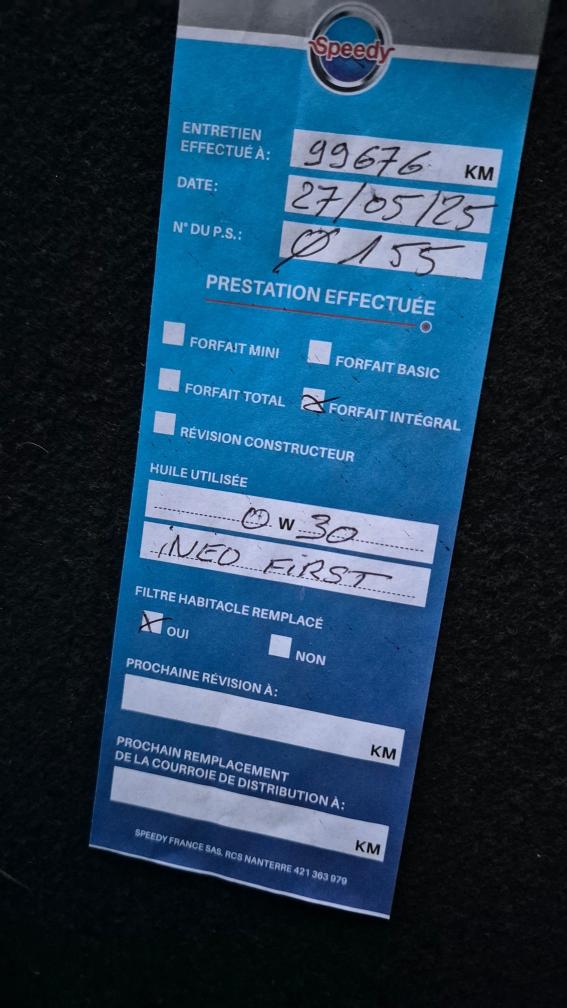 Speedy
ENTRETIEN
EFFECTUÉ À:
99676 KM
DATE:
27/05/25
N° DU P.S.:
Ø155
PRESTATION EFFECTUÉE
FORFAIT MINI
FORFAIT BASIC
FORFAIT TOTAL
FORFAIT INTÉGRAL
RÉVISION CONSTRUCTEUR
HUILE UTILISÉE
0 W 30
iNEO FiRST
FILTRE HABITACLE REMPLACÉ
OUI
NON
PROCHAINE RÉVISION À:
KM
PROCHAIN REMPLACEMENT
DE LA COURROIE DE DISTRIBUTION À:
KM
SPEEDY FRANCE SAS. RCS NANTERRE 421 363 979